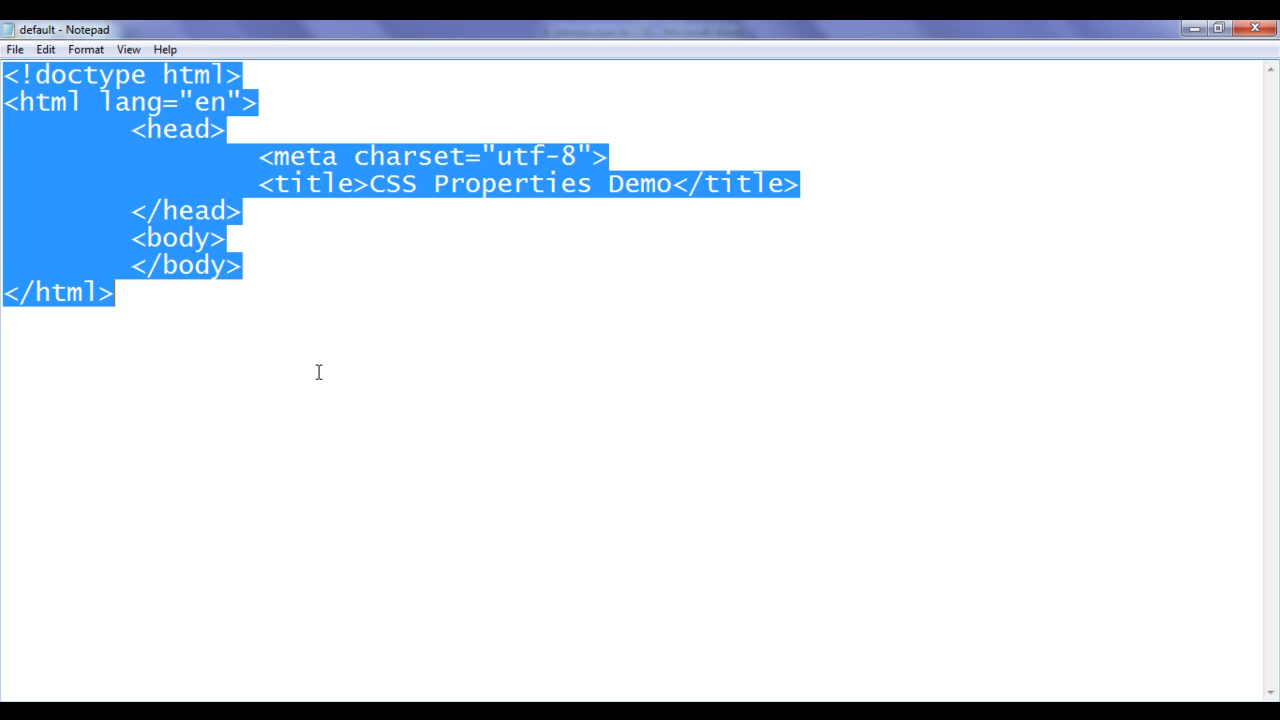 default - Notepad
File Edit Format View Help
<!doctype html>
<html lang="en">
<head>
<meta charset="utf-8">
<title>CSS Properties Demo</title>
</head>
<body>
</body>
</html>